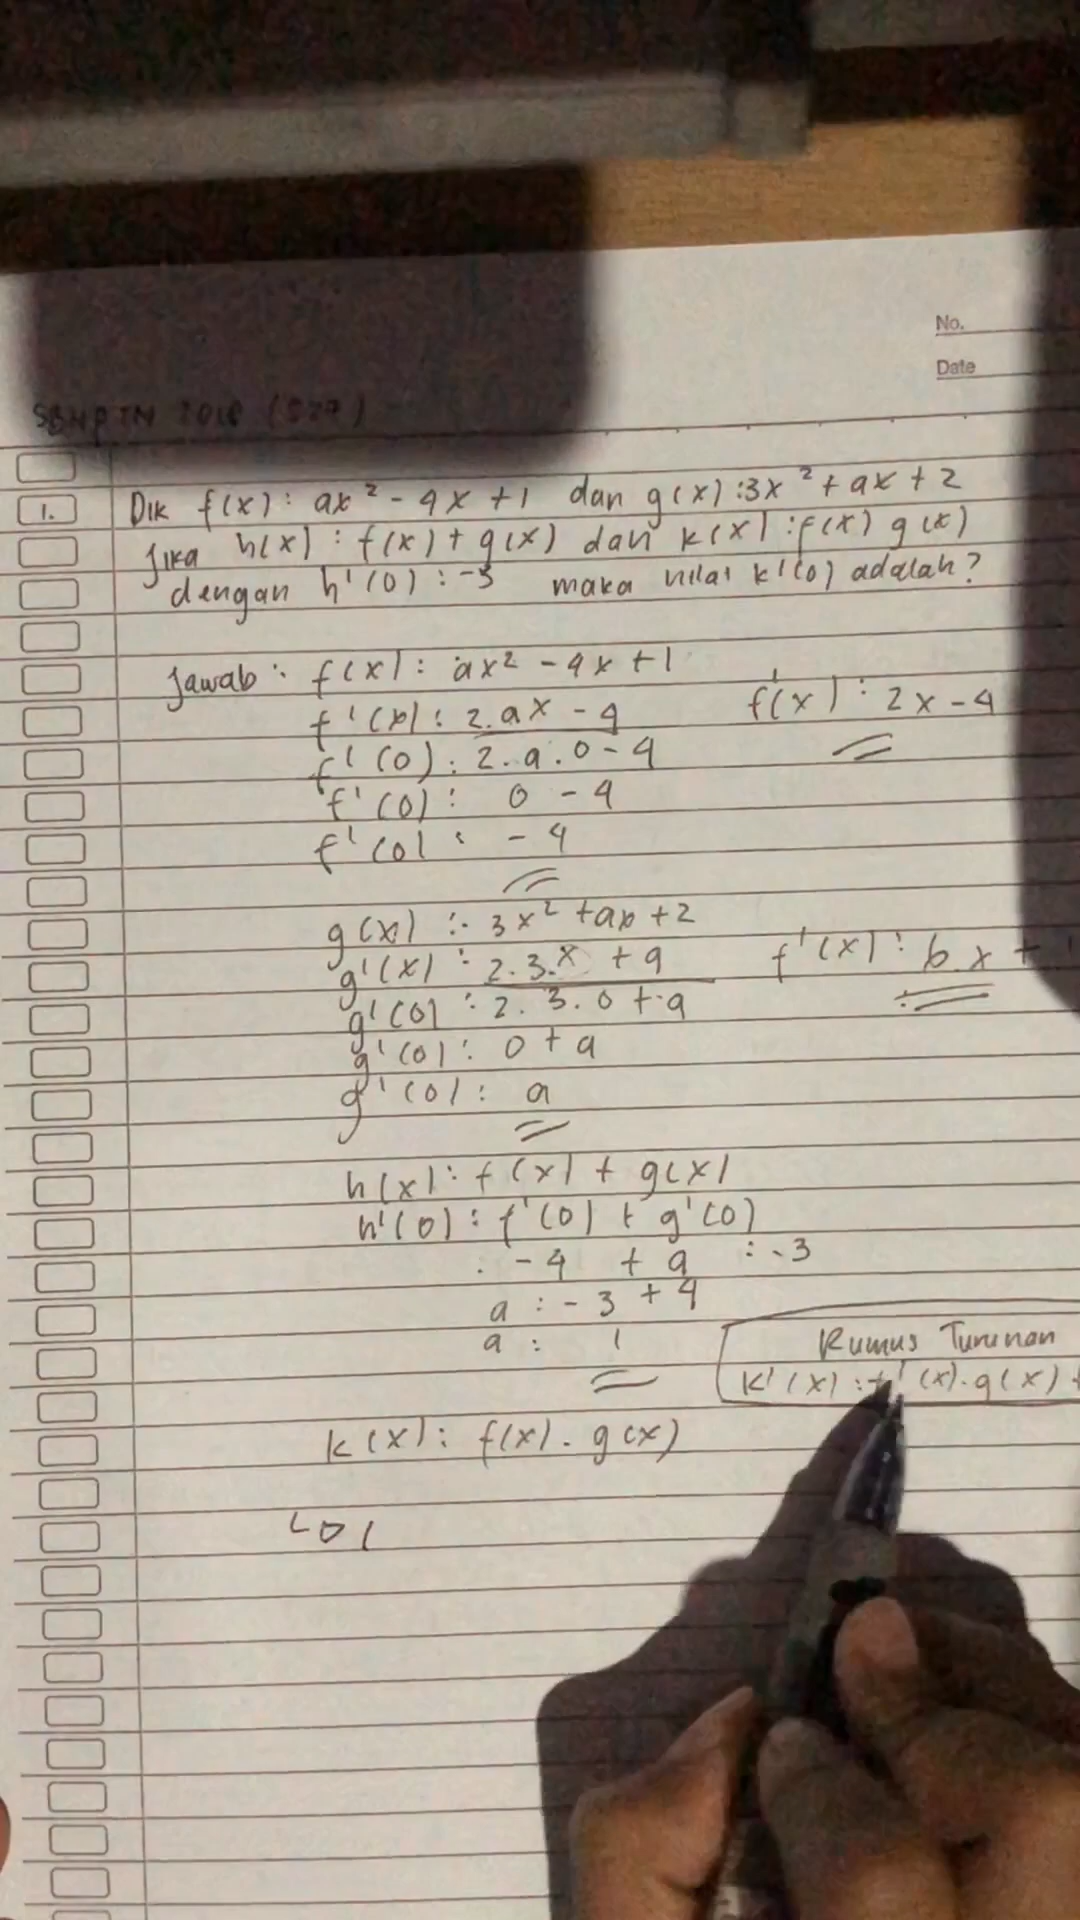 No.
Date
SBMPTN 2018 (527)
1. Dik f(x) : ax² - 4x + 1 dan g(x) : 3x² + ax + 2
Jika h(x) : f(x) + g(x) dan k(x) : f(x) g(x)
dengan h'(0) : -3 maka nilai k'(0) adalah?
Jawab : f(x) : ax² - 4x + 1
f'(x) : 2.ax - 4 f'(x) : 2x - 4
f'(0) : 2.a.0 - 4
f'(0) : 0 - 4
f'(0) : - 4
g(x) : 3x² + ax + 2
g'(x) : 2.3.x + a f'(x) : 6x +
g'(0) : 2.3.0 + a
g'(0) : 0 + a
g'(0) : a
h(x) : f(x) + g(x)
h'(0) : f'(0) + g'(0)
: - 4 + a : -3
a : -3 + 4
a : 1
Rumus Turunan
k'(x) : f'(x).g(x) +
k(x) : f(x) . g(x)